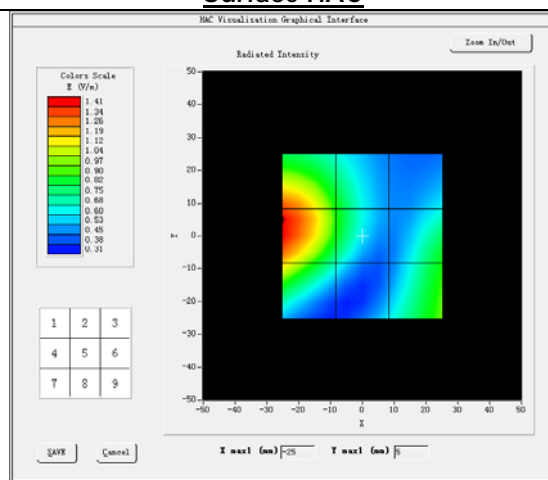 Surface HAC
HAC Visualisation Graphical Interface
Zoom In/Out
Radiated Intensity
Colors Scale
E (V/m)
1.41
1.34
1.26
1.19
1.12
1.04
0.97
0.90
0.82
0.75
0.68
0.60
0.53
0.45
0.38
0.31
50
40
30
20
10
0
-10
-20
-30
-40
-50
Y
-50 -40 -30 -20 -10 0 10 20 30 40 50
X
1 2 3
4 5 6
7 8 9
SAVE Cancel
X max1 (mm) -25 Y max1 (mm) 5